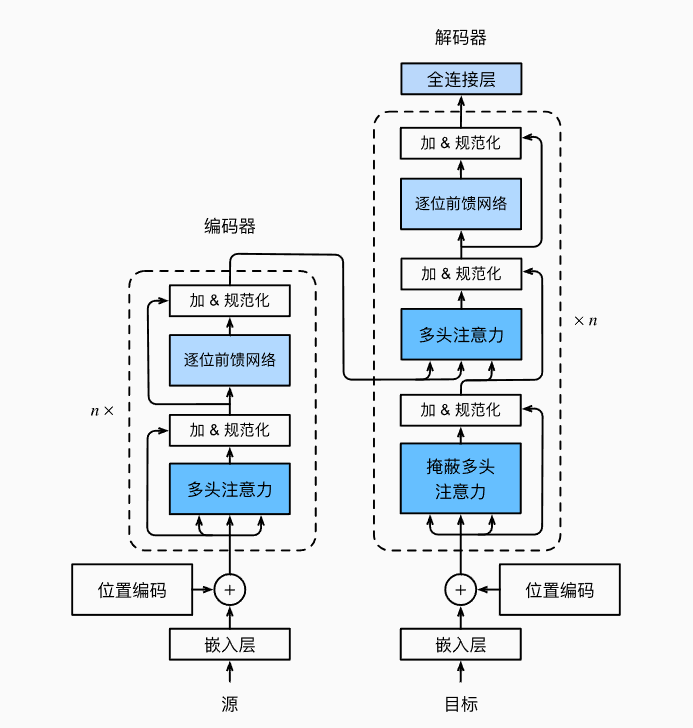 解码器
全连接层
加 & 规范化
逐位前馈网络
加 & 规范化
多头注意力
× n
加 & 规范化
掩蔽多头
注意力
位置编码
+
嵌入层
目标
编码器
加 & 规范化
逐位前馈网络
n ×
加 & 规范化
多头注意力
位置编码
+
嵌入层
源